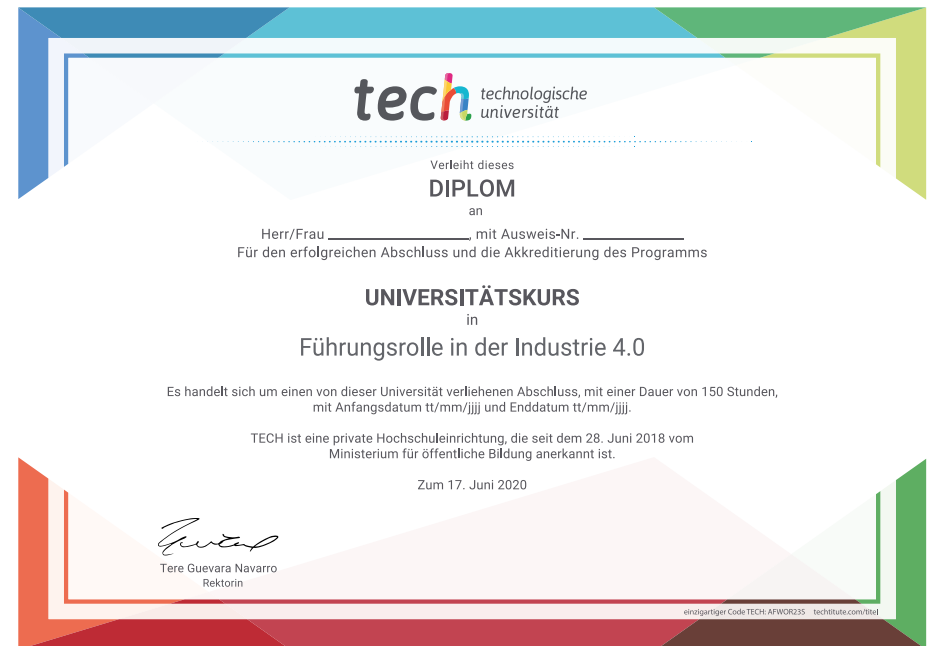 tech technologische
universität
Verleiht dieses
DIPLOM
an
Herr/Frau ____________, mit Ausweis-Nr. ____________
Für den erfolgreichen Abschluss und die Akkreditierung des Programms
UNIVERSITÄTSKURS
in
Führungsrolle in der Industrie 4.0
Es handelt sich um einen von dieser Universität verliehenen Abschluss, mit einer Dauer von 150 Stunden,
mit Anfangsdatum tt/mm/jjjj und Enddatum tt/mm/jjjj.
TECH ist eine private Hochschuleinrichtung, die seit dem 28. Juni 2018 vom
Ministerium für öffentliche Bildung anerkannt ist.
Zum 17. Juni 2020
Tere Guevara Navarro
Rektorin
einzigartiger Code TECH: AFWOR235 techtitute.com/titel